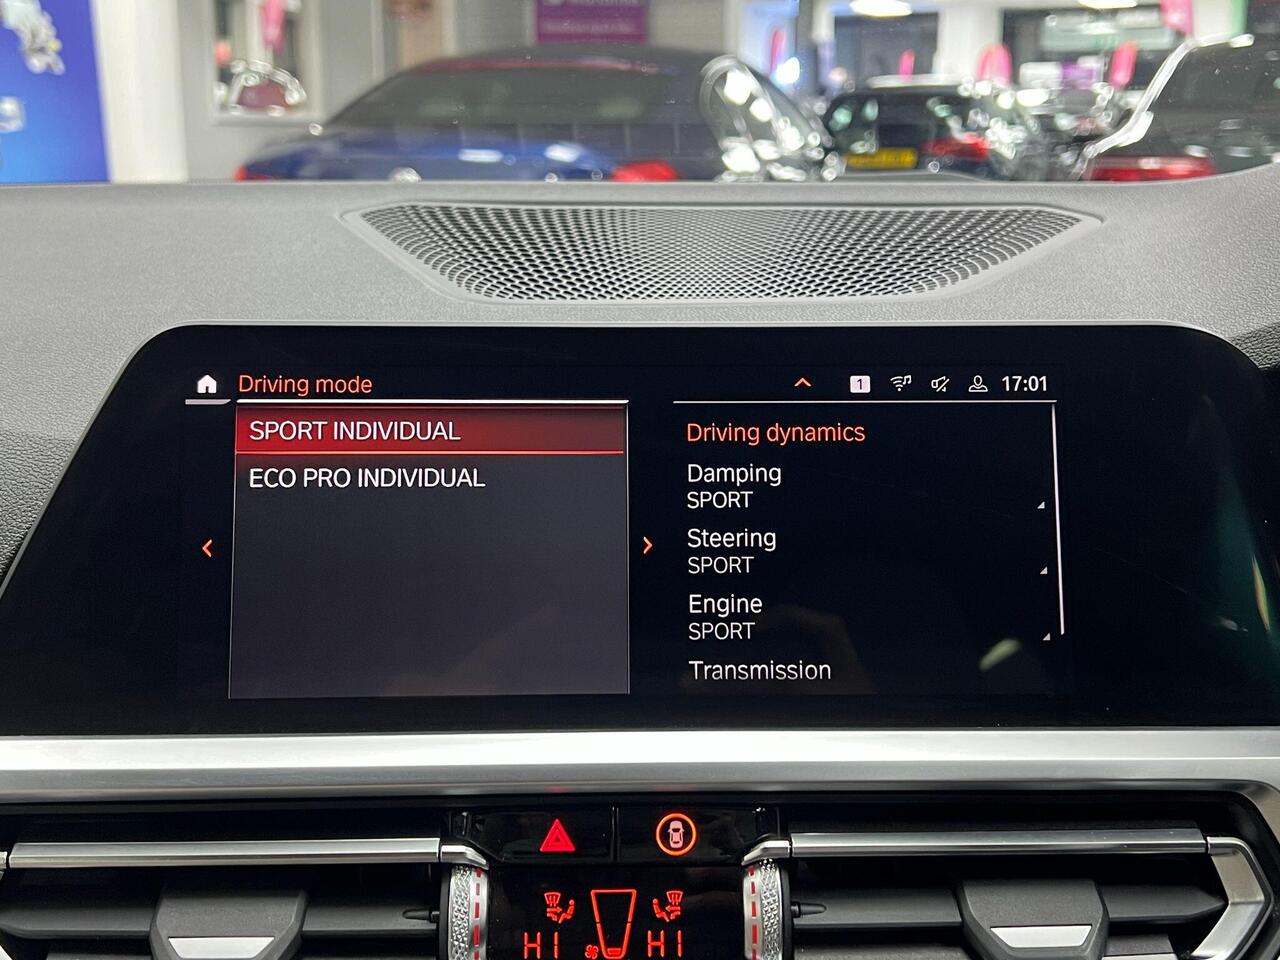 Driving mode
1
17:01
SPORT INDIVIDUAL
ECO PRO INDIVIDUAL
Driving dynamics
Damping
SPORT
Steering
SPORT
Engine
SPORT
Transmission
HI
HI